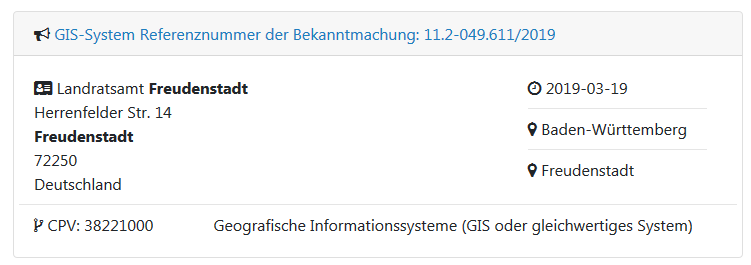 GIS-System Referenznummer der Bekanntmachung: 11.2-049.611/2019
Landratsamt Freudenstadt
Herrenfelder Str. 14
Freudenstadt
72250
Deutschland
2019-03-19
Baden-Württemberg
Freudenstadt
CPV: 38221000 Geografische Informationssysteme (GIS oder gleichwertiges System)